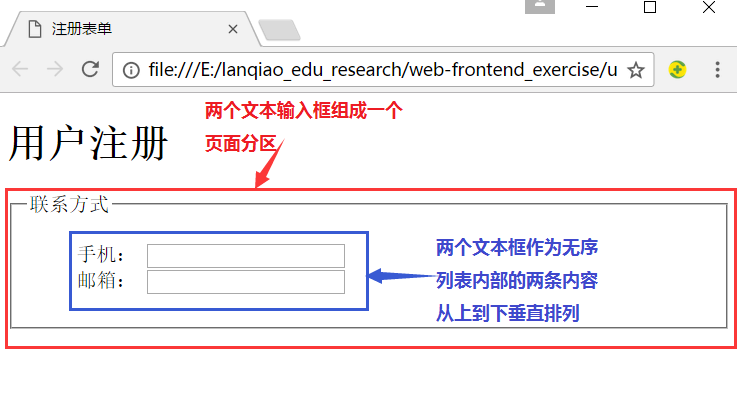 注册表单
file:///E:/lanqiao_edu_research/web-frontend_exercise/u
两个文本输入框组成一个
页面分区
用户注册
联系方式
手机：
邮箱：
两个文本框作为无序
列表内部的两条内容
从上到下垂直排列